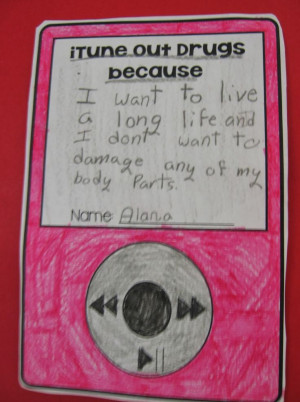 iTune out Drugs
because
I want to live
a long life and
I dont want to
damage any of my
body Parts.
Name: Alana